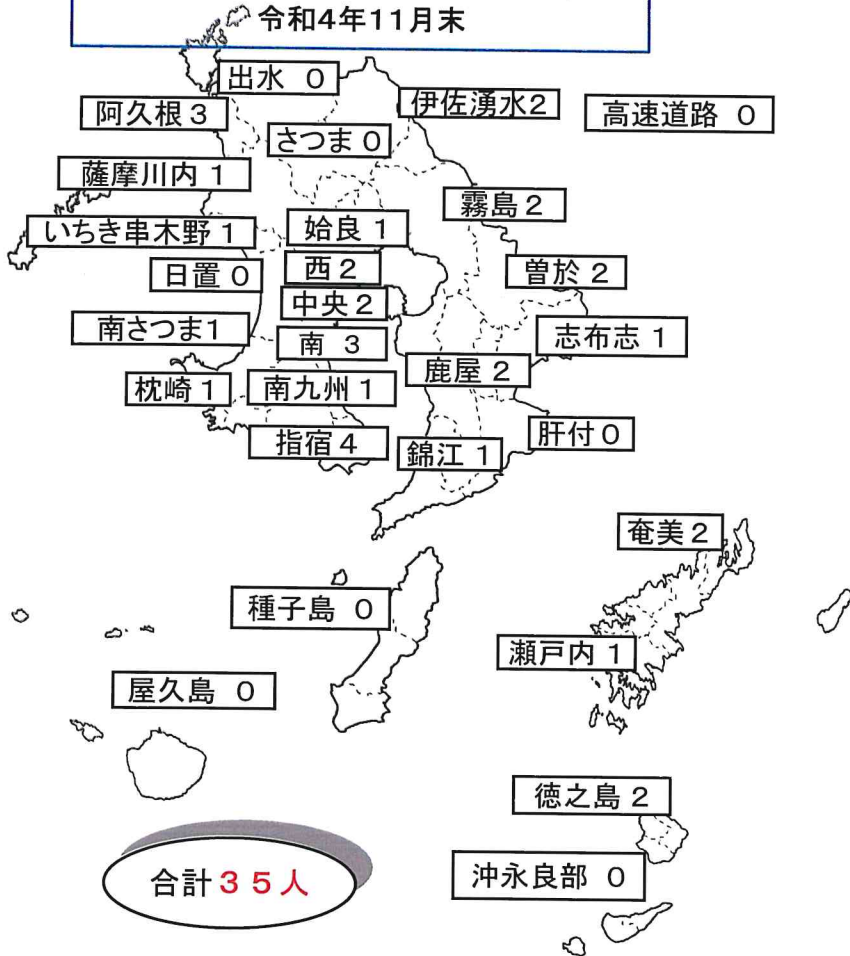 令和4年11月末
出水 0
伊佐湧水2
阿久根3
高速道路 0
さつま 0
薩摩川内 1
霧島 2
いちき串木野 1
姶良 1
日置 0
西 2
曽於 2
中央 2
南さつま1
志布志 1
南 3
鹿屋 2
枕崎 1
南九州 1
指宿 4
錦江 1
肝付 0
奄美 2
種子島 0
瀬戸内 1
屋久島 0
徳之島 2
合計35人
沖永良部 0